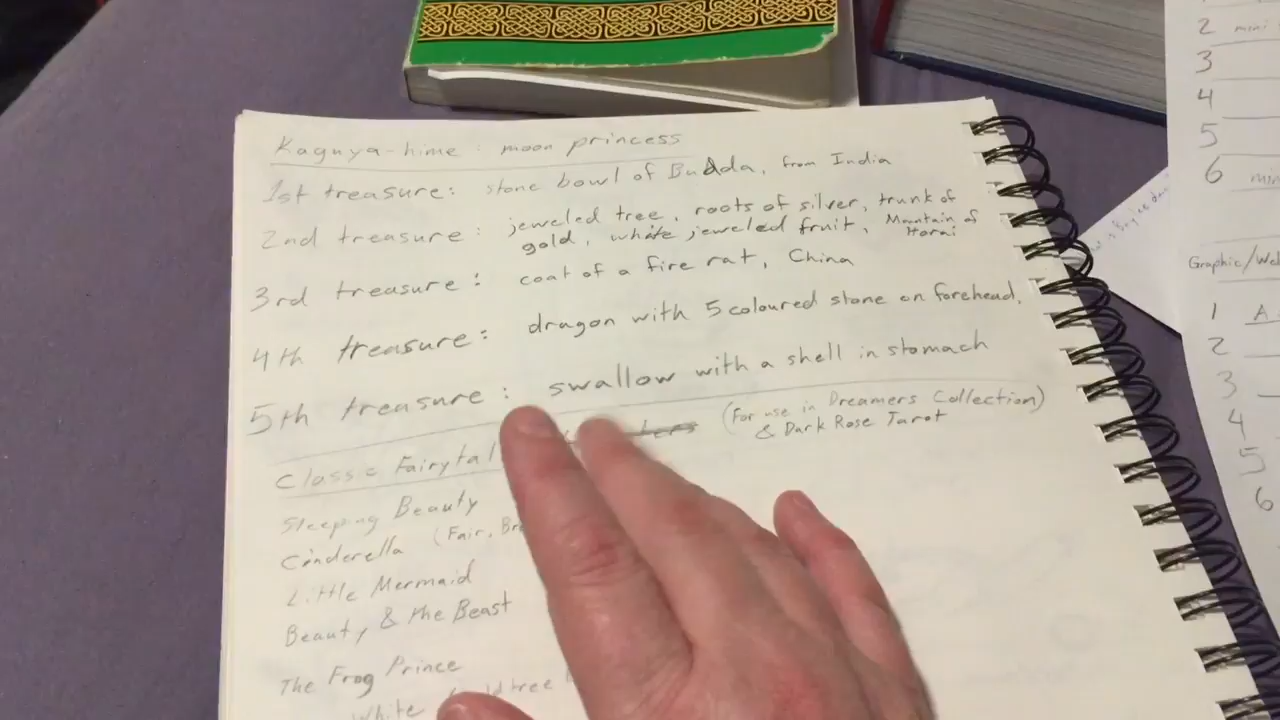 Kaguya-hime : moon princess
1st treasure: stone bowl of Budda, from India
2nd treasure: jeweled tree, roots of silver, trunk of
gold, white jeweled fruit, Mountain of
Horai
3rd treasure: coat of a fire rat, China
4th treasure: dragon with 5 coloured stone on forehead.
5th treasure: swallow with a shell in stomach
Classic Fairytal (for use in Dreamers Collection)
& Dark Rose Tarot
Sleeping Beauty
Cinderella (Fair, Br
Little Mermaid
Beauty & the Beast
The Frog Prince
White
2 mini
3
4
5
6 min
Graphic/We
1 A
2
3
4
5
6